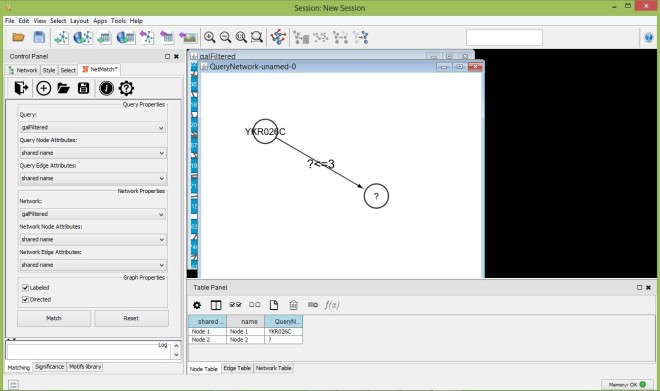 Session: New Session
File Edit View Select Layout Apps Tools Help
Control Panel
Network Style Select NetMatch*
Query Properties
Query:
galFiltered
Query Node Attributes:
shared name
Query Edge Attributes:
shared name
Network Properties
Network:
galFiltered
Network Node Attributes:
shared name
Network Edge Attributes:
shared name
Graph Properties
Labeled
Directed
Match Reset
Log
Matching Significance Motifs library
galFiltered
QueryNetwork-unamed-0
YKR026C
?<=3
?
Table Panel
f(x)
shared ... name QueryN...
Node 1 Node 1 YKR026C
Node 2 Node 2 ?
Node Table Edge Table Network Table
Memory: OK